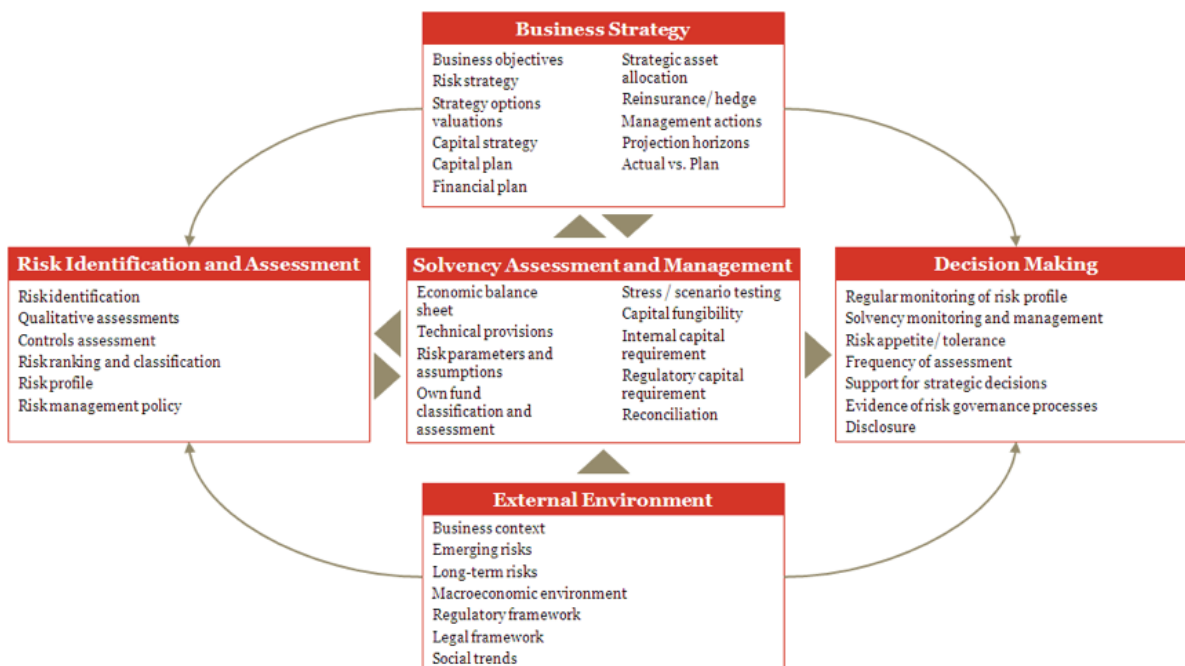 Business Strategy
Business objectives
Risk strategy
Strategy options
valuations
Capital strategy
Capital plan
Financial plan
Strategic asset
allocation
Reinsurance/ hedge
Management actions
Projection horizons
Actual vs. Plan
Risk Identification and Assessment
Risk identification
Qualitative assessments
Controls assessment
Risk ranking and classification
Risk profile
Risk management policy
Solvency Assessment and Management
Economic balance
sheet
Technical provisions
Risk parameters and
assumptions
Own fund
classification and
assessment
Stress / scenario testing
Capital fungibility
Internal capital
requirement
Regulatory capital
requirement
Reconciliation
Decision Making
Regular monitoring of risk profile
Solvency monitoring and management
Risk appetite/ tolerance
Frequency of assessment
Support for strategic decisions
Evidence of risk governance processes
Disclosure
External Environment
Business context
Emerging risks
Long-term risks
Macroeconomic environment
Regulatory framework
Legal framework
Social trends